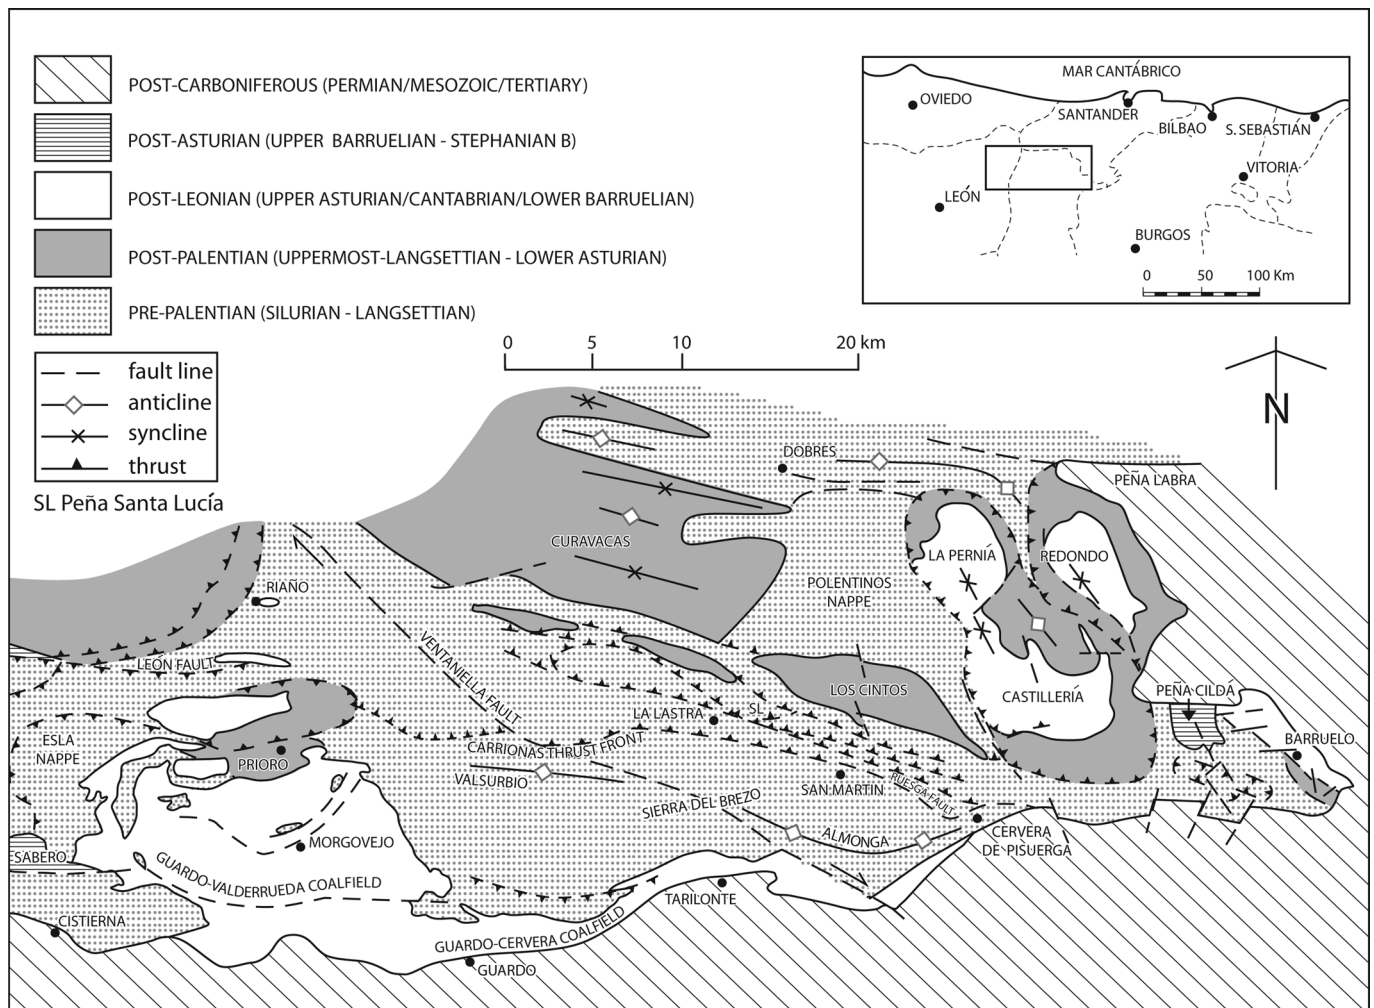 POST-CARBONIFEROUS (PERMIAN/MESOZOIC/TERTIARY)
POST-ASTURIAN (UPPER BARRUELIAN - STEPHANIAN B)
POST-LEONIAN (UPPER ASTURIAN/CANTABRIAN/LOWER BARRUELIAN)
POST-PALENTIAN (UPPERMOST-LANGSETTIAN - LOWER ASTURIAN)
PRE-PALENTIAN (SILURIAN - LANGSETTIAN)
fault line
anticline
syncline
thrust
SL Peña Santa Lucía
MAR CANTÁBRICO
OVIEDO
SANTANDER
BILBAO
S. SEBASTIÁN
VITORIA
LEÓN
BURGOS
0 50 100 Km
0 5 10 20 km
N
DOBRES
PEÑA LABRA
CURAVACAS
LA PERNÍA
REDONDO
POLENTINOS
NAPPE
RIAÑO
VENTANIELLA FAULT
LEÓN FAULT
LOS CINTOS
CASTILLERÍA
PEÑA CILDÁ
LA LASTRA
SL
BARRUELO
ESLA
NAPPE
CARRIONAS THRUST FRONT
PRIORO
VALSURBIO
SAN MARTIN
RUESGA FAULT
SIERRA DEL BREZO
ALMONGA
CERVERA
DE PISUERGA
MORGOVEJO
SABERO
GUARDO-VALDERRUEDA COALFIELD
TARILONTE
CISTIERNA
GUARDO-CERVERA COALFIELD
GUARDO